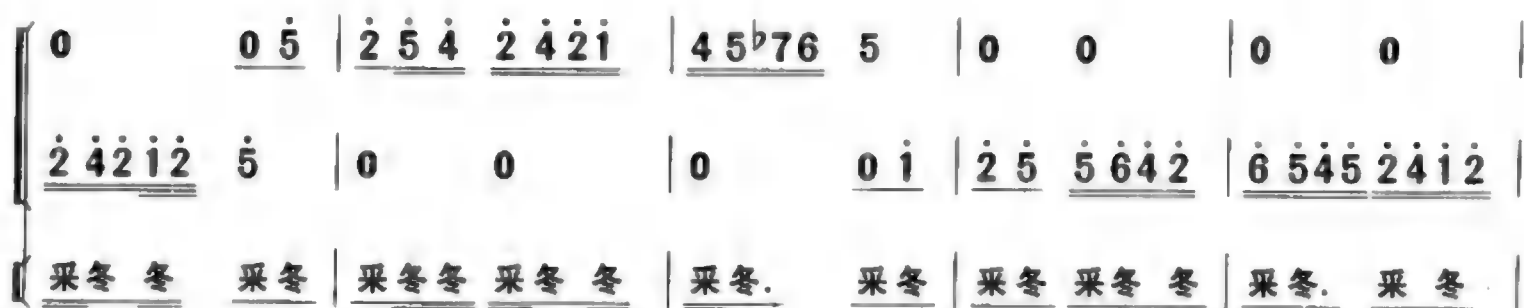 0 0 5̇ | 2̇ 5̇ 4̇ 2̇ 4̇ 2̇ 1̇ | 4 5 ♭7 6 5 | 0 0 | 0 0 |
2̇ 4̇ 2̇ 1̇ 2̇ 5̇ | 0 0 | 0 0 1̇ | 2̇ 5̇ 5̇ 6̇ 4̇ 2̇ | 6̇ 5̇ 4̇ 5̇ 2̇ 4̇ 1̇ 2̇ |
采冬 冬 采冬 | 采冬冬 采冬 冬 | 采冬. 采冬 | 采冬 采冬 冬 | 采冬. 采 冬 |